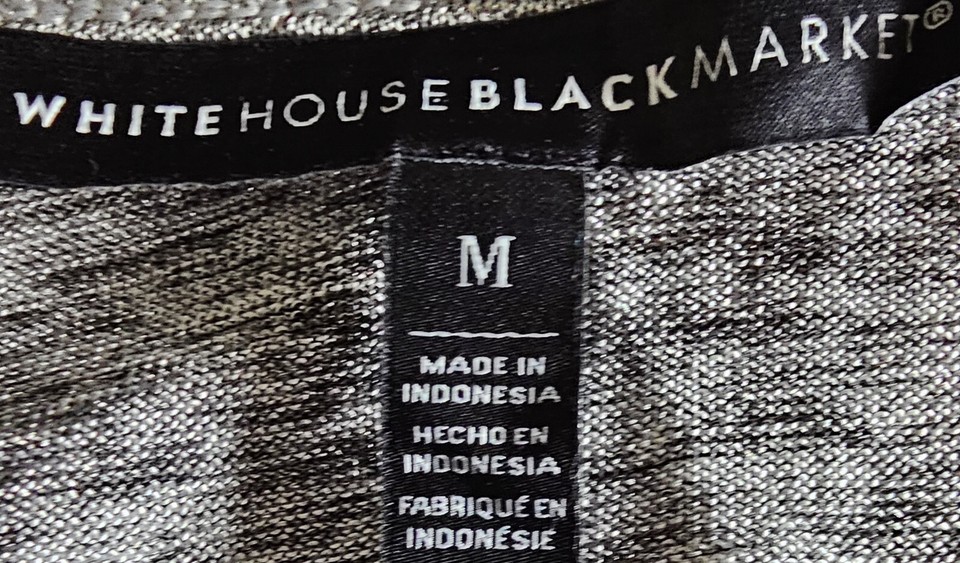 WHITEHOUSEBLACKMARKET®
M
MADE IN
INDONESIA
HECHO EN
INDONESIA
FABRIQUÉ EN
INDONÉSIE